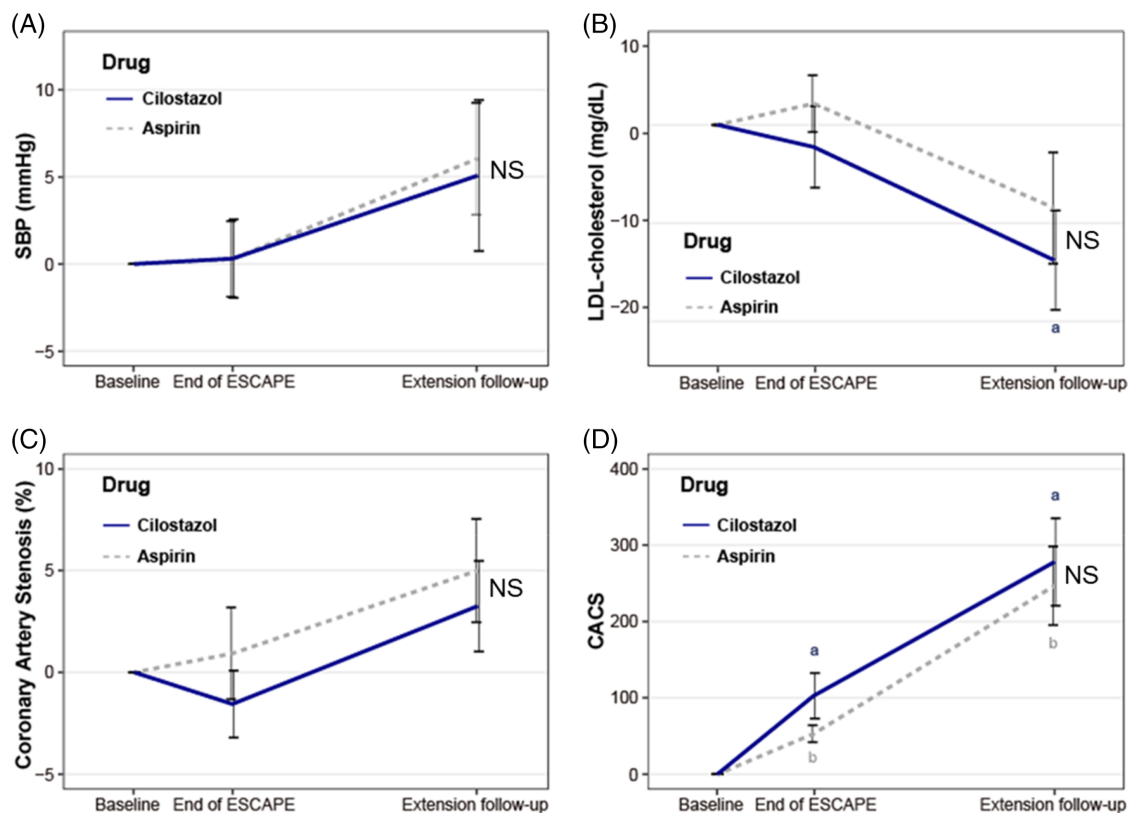 (A)
Drug
Cilostazol
Aspirin
SBP (mmHg)
10
5
0
−5
NS
Baseline
End of ESCAPE
Extension follow-up
(B)
LDL-cholesterol (mg/dL)
10
0
−10
−20
Drug
Cilostazol
Aspirin
NS
a
Baseline
End of ESCAPE
Extension follow-up
(C)
Drug
Cilostazol
Aspirin
Coronary Artery Stenosis (%)
10
5
0
−5
NS
Baseline
End of ESCAPE
Extension follow-up
(D)
Drug
Cilostazol
Aspirin
CACS
400
300
200
100
0
a
b
a
NS
b
Baseline
End of ESCAPE
Extension follow-up